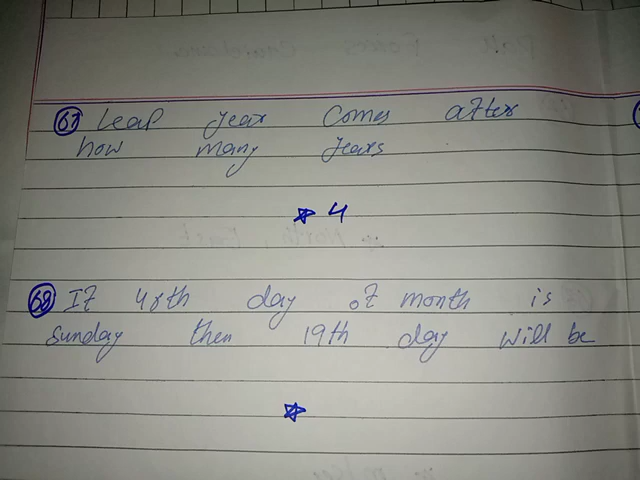 67 Leap year comes after
how many years
☆ 4
68 If 4rth day of month is
sunday then 19th day will be
☆